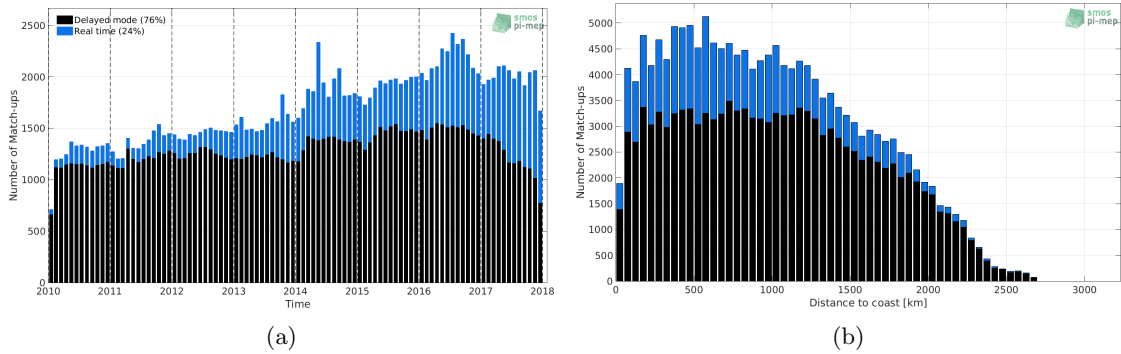 Delayed mode (76%)
Real time (24%)
smos
pi-mep
Number of Match-ups
2500
2000
1500
1000
500
0
2010 2011 2012 2013 2014 2015 2016 2017 2018
Time
(a)
smos
pi-mep
Number of Match-ups
5000
4500
4000
3500
3000
2500
2000
1500
1000
500
0
0 500 1000 1500 2000 2500 3000
Distance to coast [km]
(b)